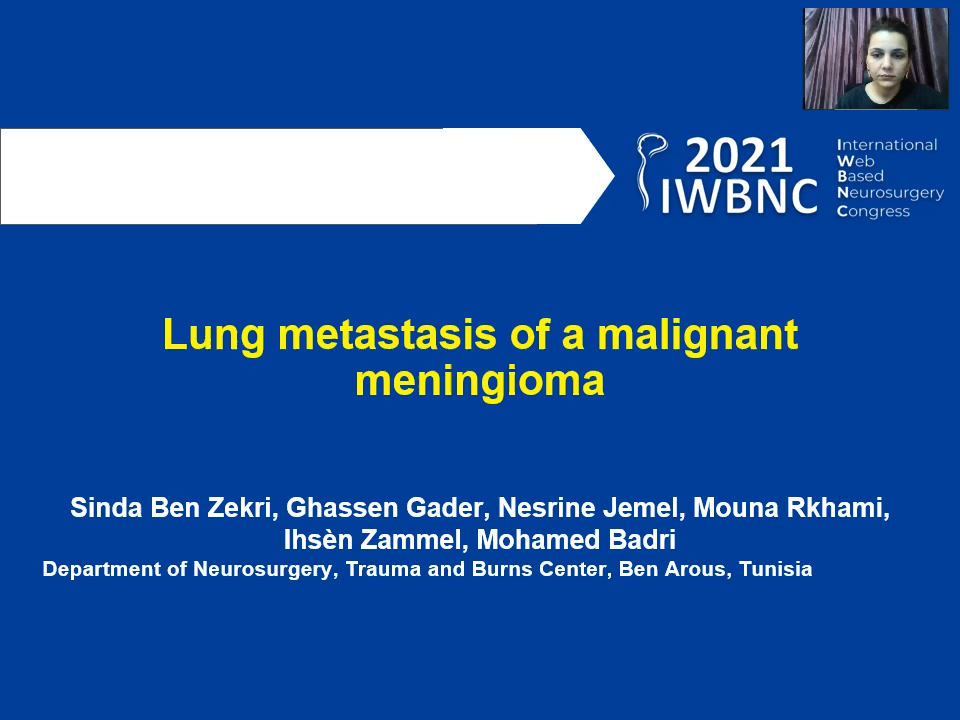 2021
IWBNC
International
Web
Based
Neurosurgery
Congress
Lung metastasis of a malignant
meningioma
Sinda Ben Zekri, Ghassen Gader, Nesrine Jemel, Mouna Rkhami,
Ihsèn Zammel, Mohamed Badri
Department of Neurosurgery, Trauma and Burns Center, Ben Arous, Tunisia